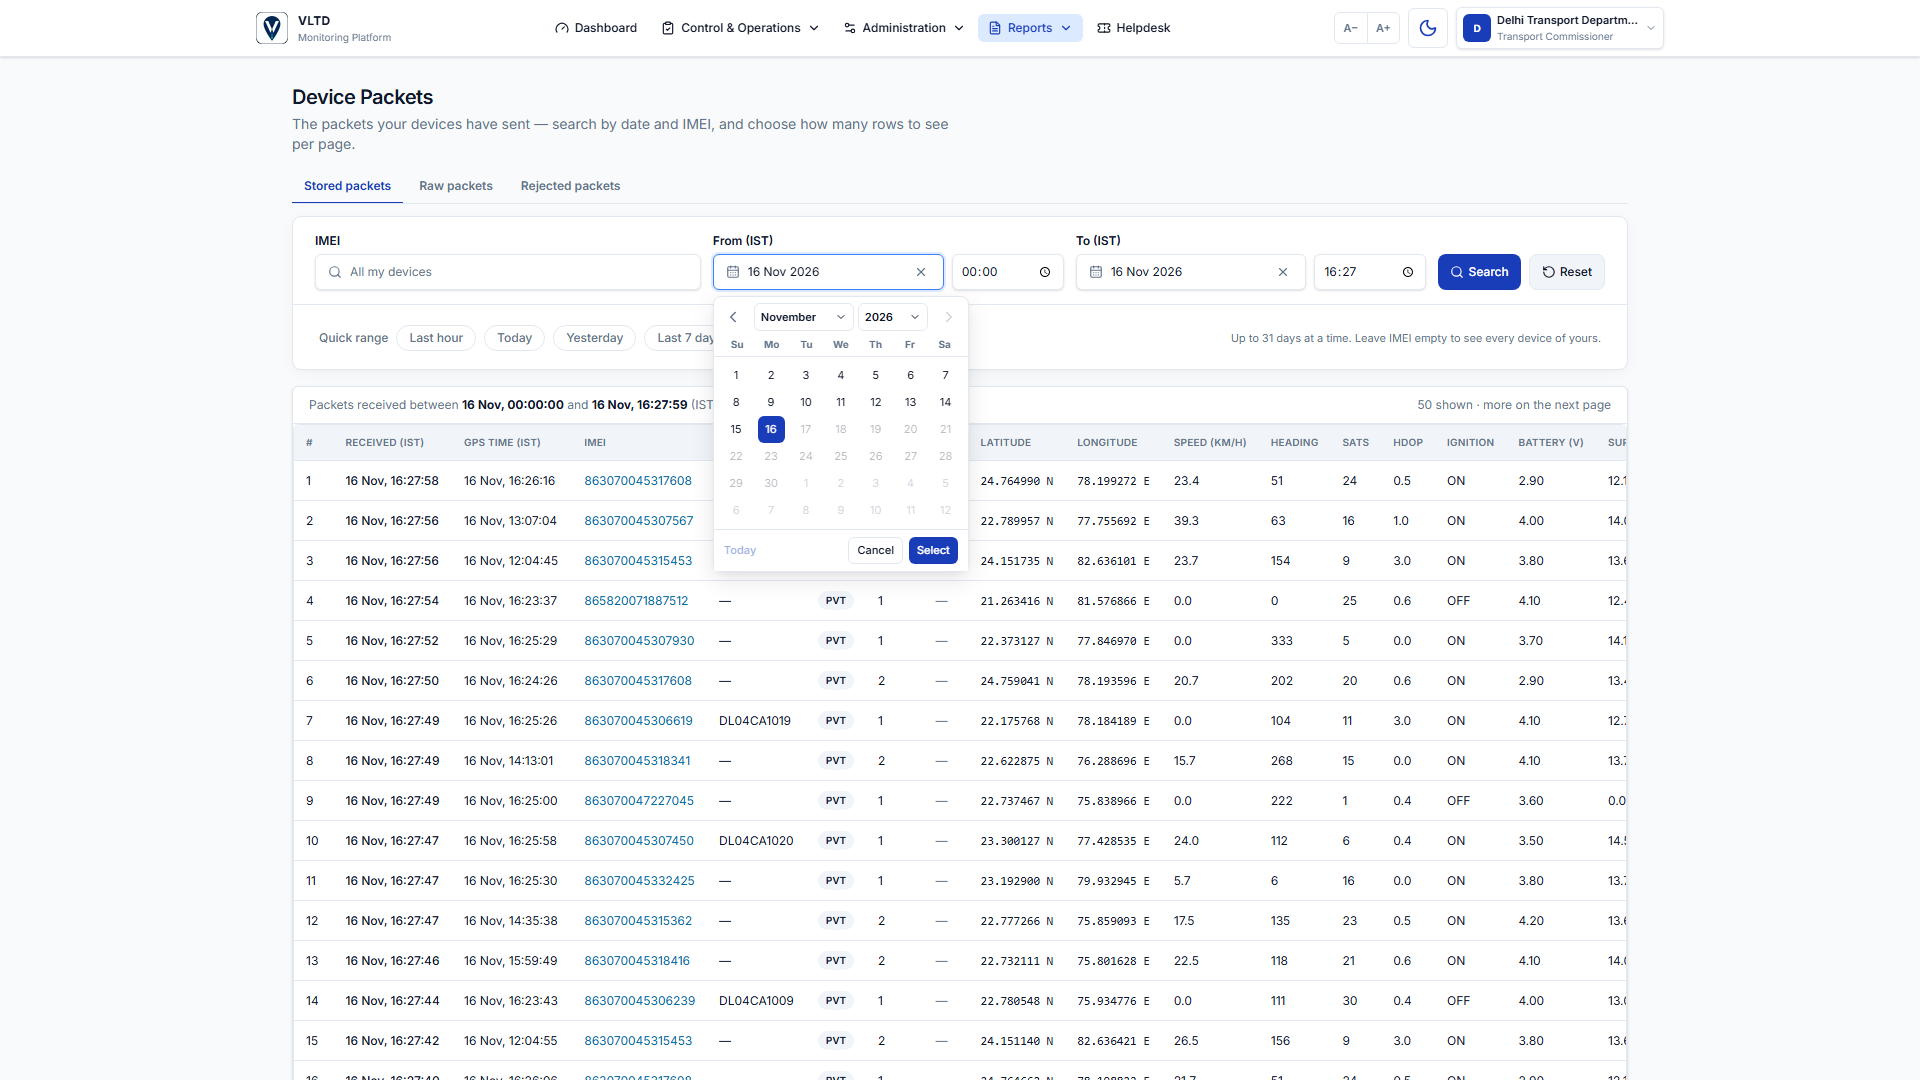 VLTD
Monitoring Platform
Dashboard
Control & Operations
Administration
Reports
Helpdesk
A−
A+
D
Delhi Transport Departm...
Transport Commissioner
Device Packets
The packets your devices have sent — search by date and IMEI, and choose how many rows to see
per page.
Stored packets
Raw packets
Rejected packets
IMEI
From (IST)
To (IST)
All my devices
16 Nov 2026
00:00
16 Nov 2026
16:27
Search
Reset
Quick range
Last hour
Today
Yesterday
Last 7 day
Up to 31 days at a time. Leave IMEI empty to see every device of yours.
November
2026
Su Mo Tu We Th Fr Sa
1 2 3 4 5 6 7
8 9 10 11 12 13 14
15 16 17 18 19 20 21
22 23 24 25 26 27 28
29 30 1 2 3 4 5
6 7 8 9 10 11 12
Today
Cancel
Select
Packets received between 16 Nov, 00:00:00 and 16 Nov, 16:27:59 (IST
50 shown · more on the next page
# RECEIVED (IST) GPS TIME (IST) IMEI LATITUDE LONGITUDE SPEED (KM/H) HEADING SATS HDOP IGNITION BATTERY (V)
1 16 Nov, 16:27:58 16 Nov, 16:26:16 863070045317608 24.764990 N 78.199272 E 23.4 51 24 0.5 ON 2.90
2 16 Nov, 16:27:56 16 Nov, 13:07:04 863070045307567 22.789957 N 77.755692 E 39.3 63 16 1.0 ON 4.00
3 16 Nov, 16:27:56 16 Nov, 12:04:45 863070045315453 24.151735 N 82.636101 E 23.7 154 9 3.0 ON 3.80
4 16 Nov, 16:27:54 16 Nov, 16:23:37 865820071887512 — PVT 1 — 21.263416 N 81.576866 E 0.0 0 25 0.6 OFF 4.10
5 16 Nov, 16:27:52 16 Nov, 16:25:29 863070045307930 — PVT 1 — 22.373127 N 77.846970 E 0.0 333 5 0.0 ON 3.70
6 16 Nov, 16:27:50 16 Nov, 16:24:26 863070045317608 — PVT 2 — 24.759041 N 78.193596 E 20.7 202 20 0.6 ON 2.90
7 16 Nov, 16:27:49 16 Nov, 16:25:26 863070045306619 DL04CA1019 PVT 1 — 22.175768 N 78.184189 E 0.0 104 11 3.0 ON 4.10
8 16 Nov, 16:27:49 16 Nov, 14:13:01 863070045318341 — PVT 2 — 22.622875 N 76.288696 E 15.7 268 15 0.0 ON 4.10
9 16 Nov, 16:27:49 16 Nov, 16:25:00 863070047227045 — PVT 1 — 22.737467 N 75.838966 E 0.0 222 1 0.4 OFF 3.60
10 16 Nov, 16:27:47 16 Nov, 16:25:58 863070045307450 DL04CA1020 PVT 1 — 23.300127 N 77.428535 E 24.0 112 6 0.4 ON 3.50
11 16 Nov, 16:27:47 16 Nov, 16:25:30 863070045332425 — PVT 1 — 23.192900 N 79.932945 E 5.7 6 16 0.0 ON 3.80
12 16 Nov, 16:27:47 16 Nov, 14:35:38 863070045315362 — PVT 2 — 22.777266 N 75.859093 E 17.5 135 23 0.5 ON 4.20
13 16 Nov, 16:27:46 16 Nov, 15:59:49 863070045318416 — PVT 2 — 22.732111 N 75.801628 E 22.5 118 21 0.6 ON 4.10
14 16 Nov, 16:27:44 16 Nov, 16:23:43 863070045306239 DL04CA1009 PVT 1 — 22.780548 N 75.934776 E 0.0 111 30 0.4 OFF 4.00
15 16 Nov, 16:27:42 16 Nov, 12:04:55 863070045315453 — PVT 2 — 24.151140 N 82.636421 E 26.5 156 9 3.0 ON 3.80